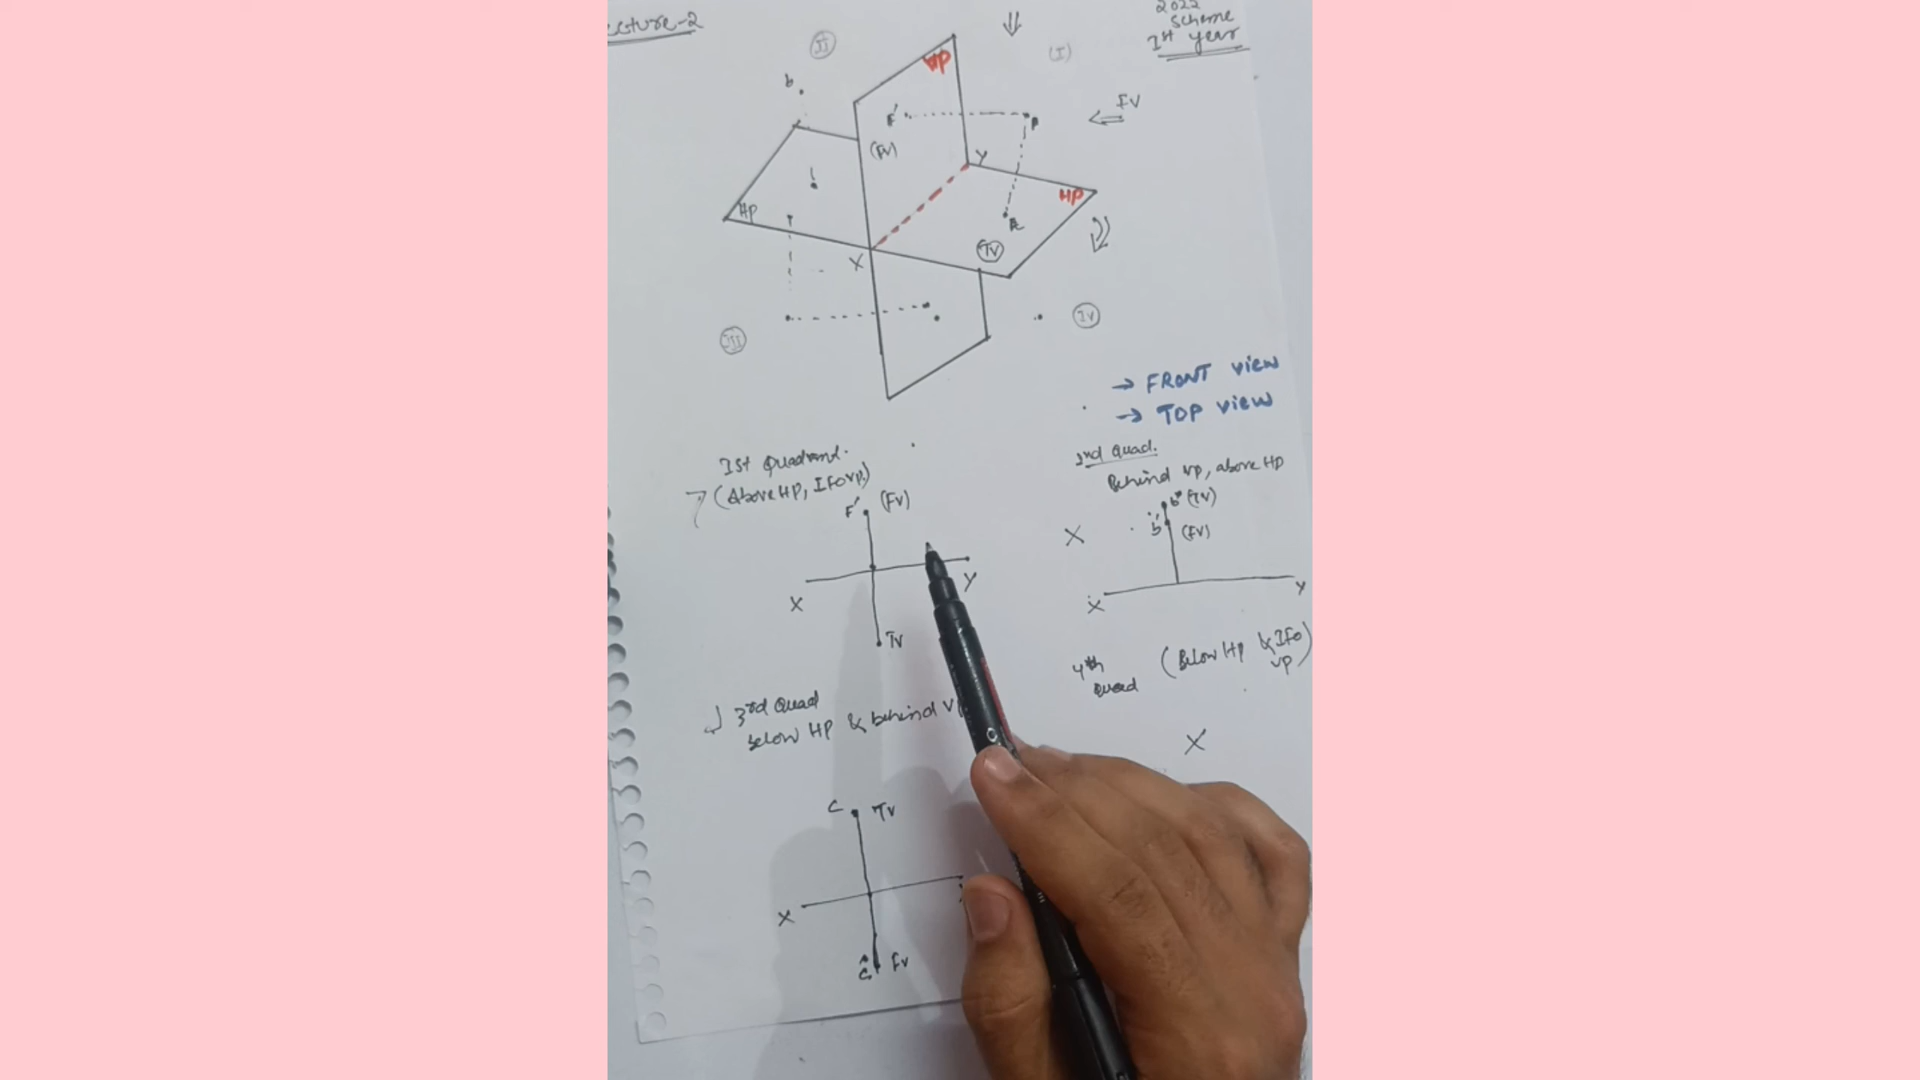 cture-2
2022
Scheme
1st year
II
(I)
VP
b
FV
F'
P
(FV)
Y
HP
HP
TV
X
III
IV
→ FRONT view
→ TOP view
1st Quadrant.
(Above HP, IFOVP)
F' (FV)
X
Y
TV
2nd Quad.
Behind VP, above HP
b" (TV)
b' (FV)
X
X
Y
4th Quad
(Below HP & IFO VP)
X
3rd Quad
Below HP & behind V
C TV
X
FV